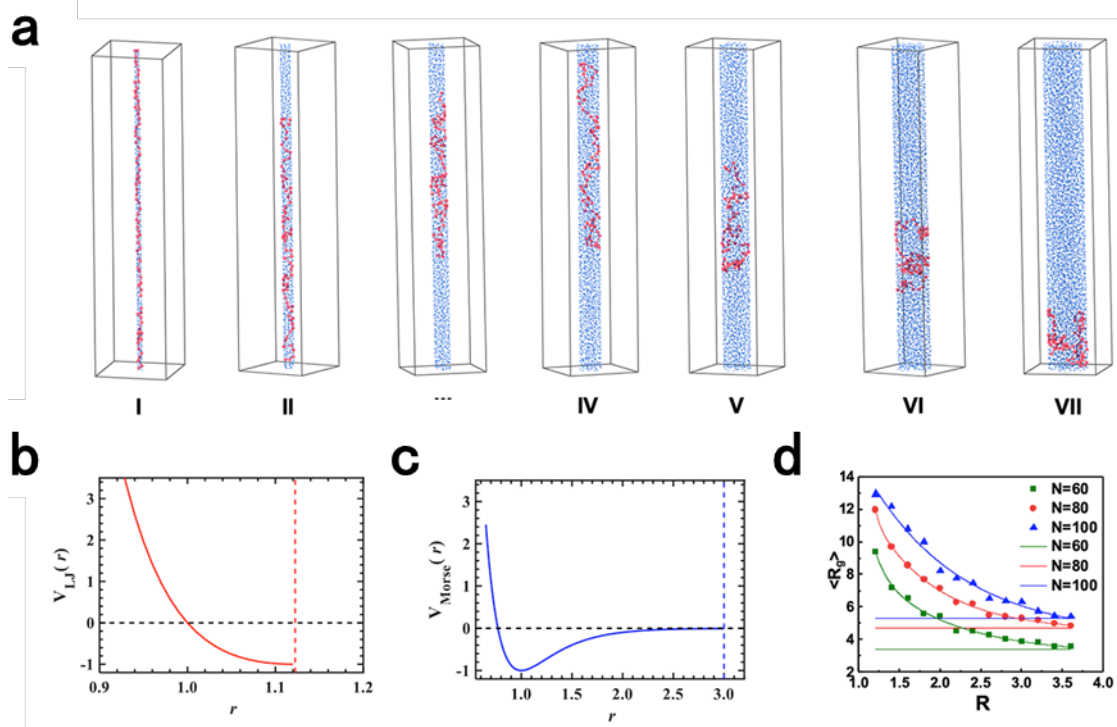 a
I II ... IV V VI VII
b
V_LJ(r)
3
2
1
0
-1
0.9 1.0 1.1 1.2
r
c
V_Morse(r)
3
2
1
0
-1
1.0 1.5 2.0 2.5 3.0
r
d
<R_g>
14
12
10
8
6
4
2
1.0 1.5 2.0 2.5 3.0 3.5 4.0
R
N=60
N=80
N=100
N=60
N=80
N=100